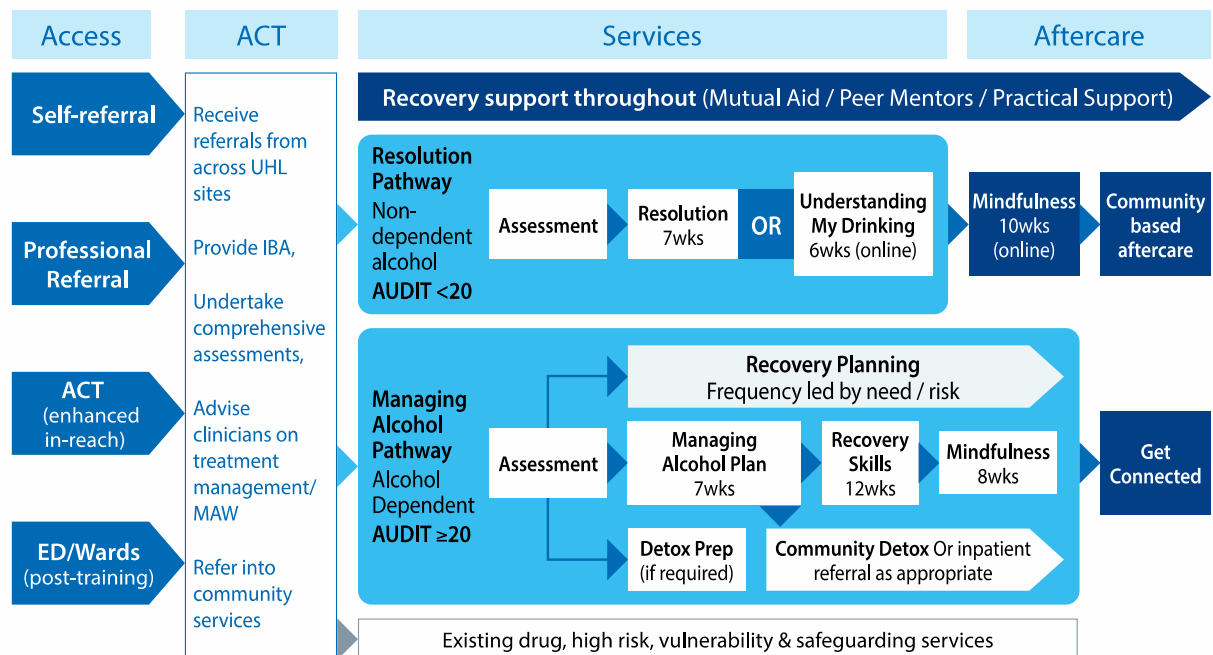 Access
ACT
Services
Aftercare
Self-referral
Professional
Referral
ACT
(enhanced
in-reach)
ED/Wards
(post-training)
Receive
referrals from
across UHL
sites
Provide IBA,
Undertake
comprehensive
assessments,
Advise
clinicians on
treatment
management/
MAW
Refer into
community
services
Recovery support throughout (Mutual Aid / Peer Mentors / Practical Support)
Resolution
Pathway
Non-
dependent
alcohol
AUDIT <20
Assessment
Resolution
7wks
OR
Understanding
My Drinking
6wks (online)
Mindfulness
10wks
(online)
Community
based
aftercare
Managing
Alcohol
Pathway
Alcohol
Dependent
AUDIT ≥20
Assessment
Recovery Planning
Frequency led by need / risk
Managing
Alcohol Plan
7wks
Recovery
Skills
12wks
Mindfulness
8wks
Detox Prep
(if required)
Community Detox Or inpatient
referral as appropriate
Get
Connected
Existing drug, high risk, vulnerability & safeguarding services